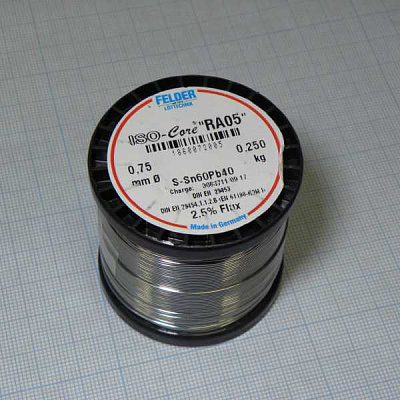 FELDER
LÖTTECHNIK
ISO-Core "RA05"
1860072005
0.75 0.250
mm Ø kg
S-Sn60Pb40
Charge:
DIN EN 29453
2.5% Flux
Made in Germany